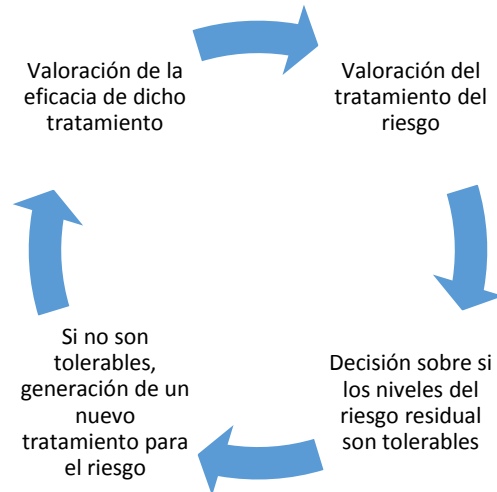 Valoración de la
eficacia de dicho
tratamiento
Valoración del
tratamiento del
riesgo
Decisión sobre si
los niveles del
riesgo residual
son tolerables
Si no son
tolerables,
generación de un
nuevo
tratamiento para
el riesgo